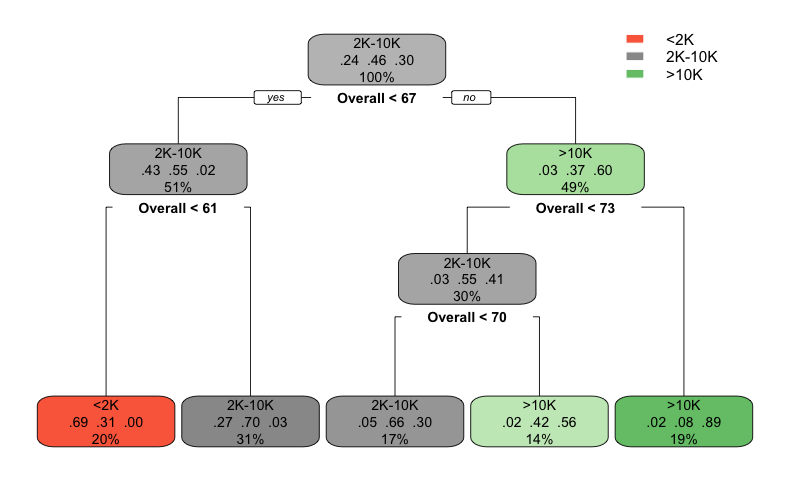 2K-10K
.24 .46 .30
100%
<2K
2K-10K
>10K
yes
Overall < 67
no
2K-10K
.43 .55 .02
51%
>10K
.03 .37 .60
49%
Overall < 61
Overall < 73
2K-10K
.03 .55 .41
30%
Overall < 70
<2K
.69 .31 .00
20%
2K-10K
.27 .70 .03
31%
2K-10K
.05 .66 .30
17%
>10K
.02 .42 .56
14%
>10K
.02 .08 .89
19%